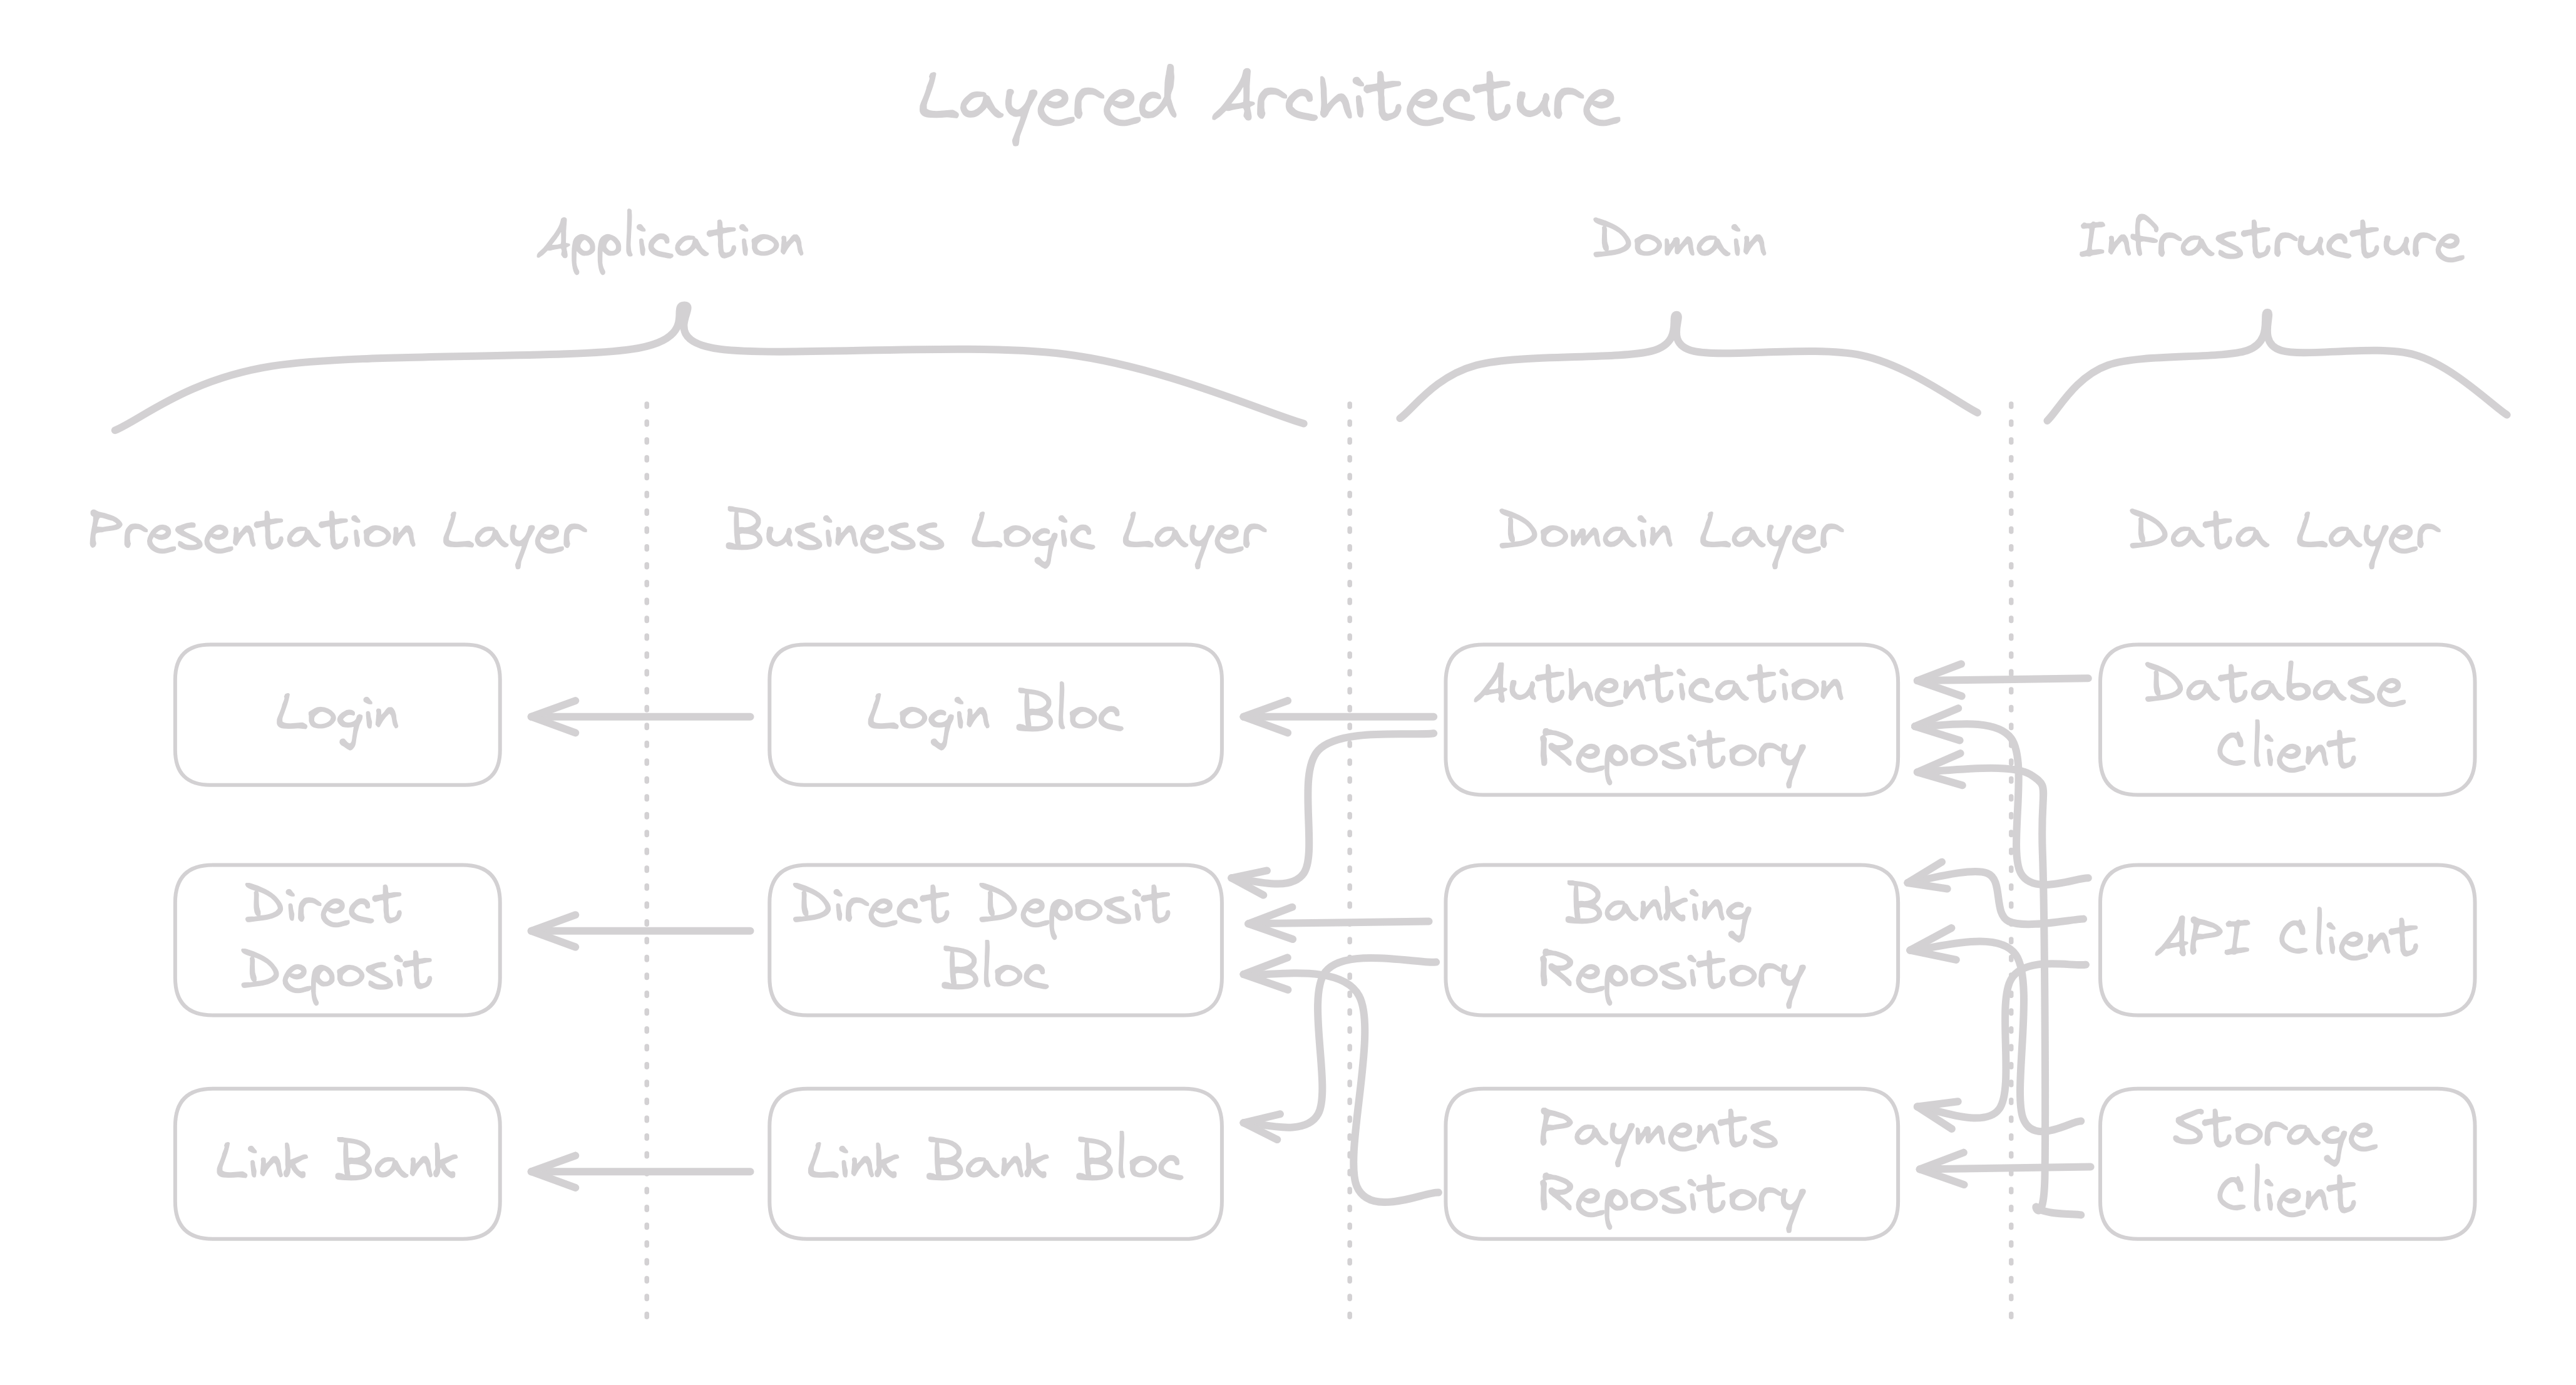 Layered Architecture
Application
Domain
Infrastructure
Presentation Layer
Business Logic Layer
Domain Layer
Data Layer
Login
Login Bloc
Authentication
Repository
Database
Client
Direct
Deposit
Direct Deposit
Bloc
Banking
Repository
API Client
Link Bank
Link Bank Bloc
Payments
Repository
Storage
Client